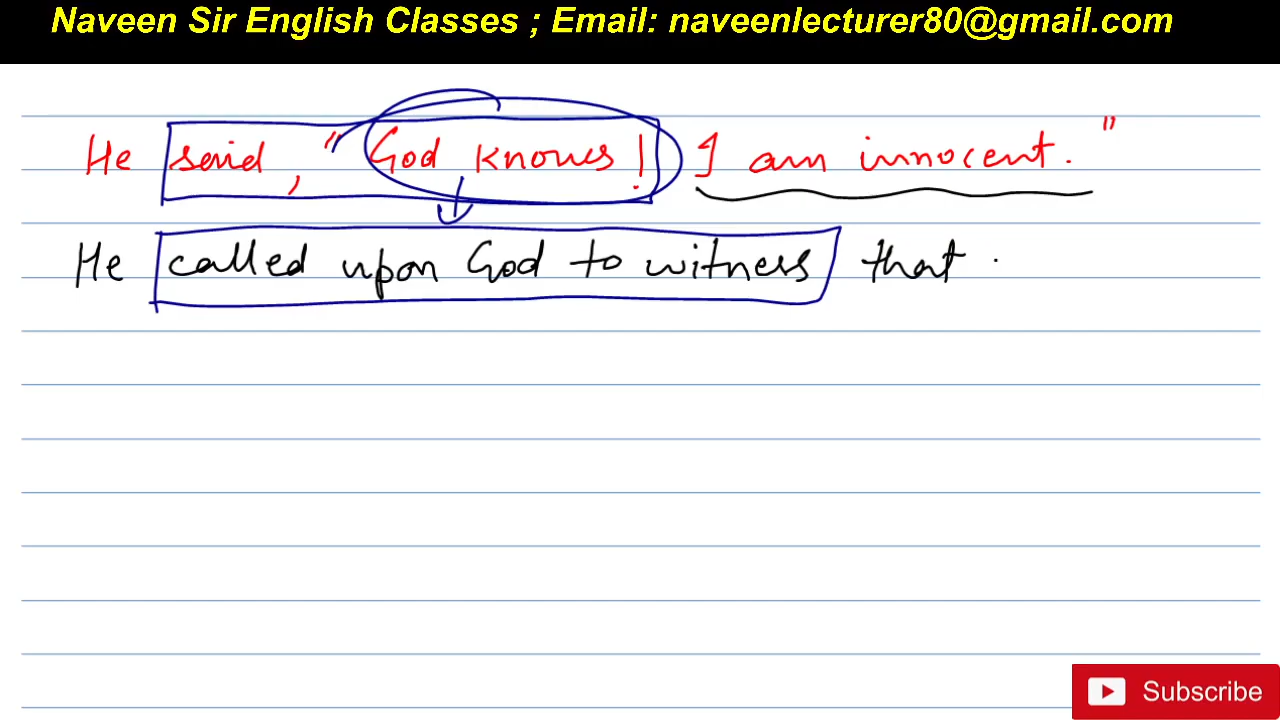 Naveen Sir English Classes ; Email: naveenlecturer80@gmail.com
He said, "God knows! I am innocent."
He called upon God to witness that
Subscribe